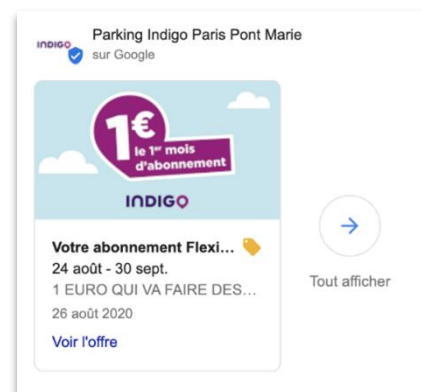 INDIGO
Parking Indigo Paris Pont Marie
sur Google
1€
le 1er mois
d'abonnement
INDIGO
Votre abonnement Flexi...
24 août - 30 sept.
1 EURO QUI VA FAIRE DES...
26 août 2020
Voir l'offre
Tout afficher